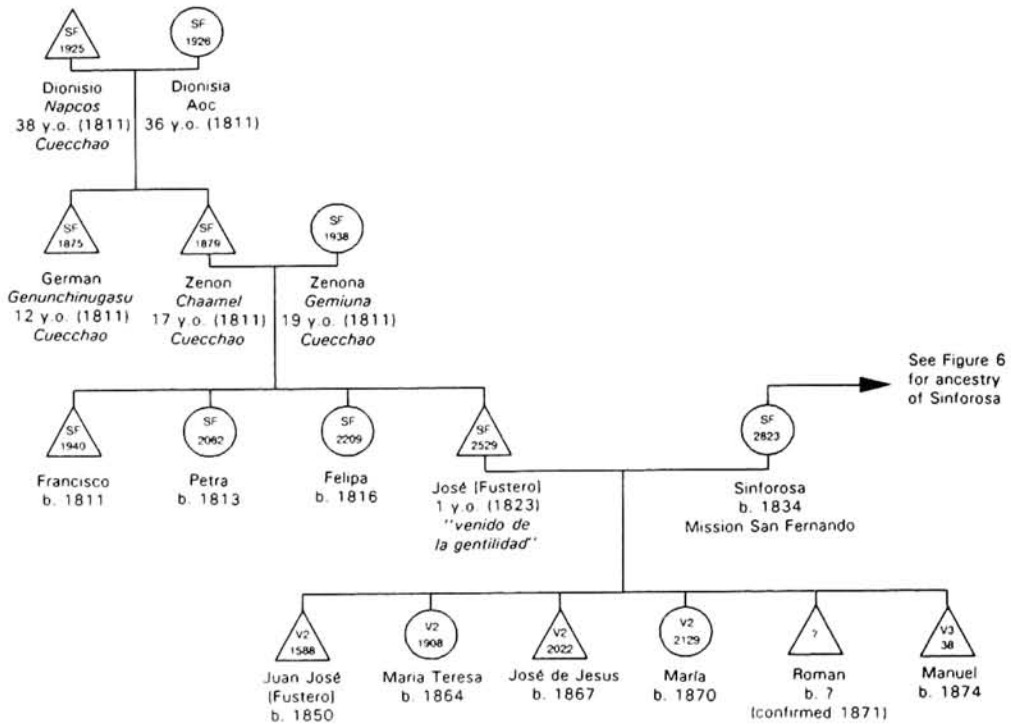 SF
1925
SF
1926
Dionisio
Napcos
38 y.o. (1811)
Cuecchao
Dionisia
Aoc
36 y.o. (1811)
SF
1875
SF
1879
SF
1938
German
Genunchinugasu
12 y.o. (1811)
Cuecchao
Zenon
Chaamel
17 y.o. (1811)
Cuecchao
Zenona
Gemiuna
19 y.o. (1811)
Cuecchao
See Figure 6
for ancestry
of Sinforosa
SF
1940
SF
2062
SF
2209
SF
2529
SF
2823
Francisco
b. 1811
Petra
b. 1813
Felipa
b. 1816
José (Fustero)
1 y.o. (1823)
"venido de
la gentilidad"
Sinforosa
b. 1834
Mission San Fernando
V2
1588
V2
1908
V2
2022
V2
2129
?
V3
38
Juan José
(Fustero)
b. 1850
Maria Teresa
b. 1864
José de Jesus
b. 1867
María
b. 1870
Roman
b. ?
(confirmed 1871)
Manuel
b. 1874